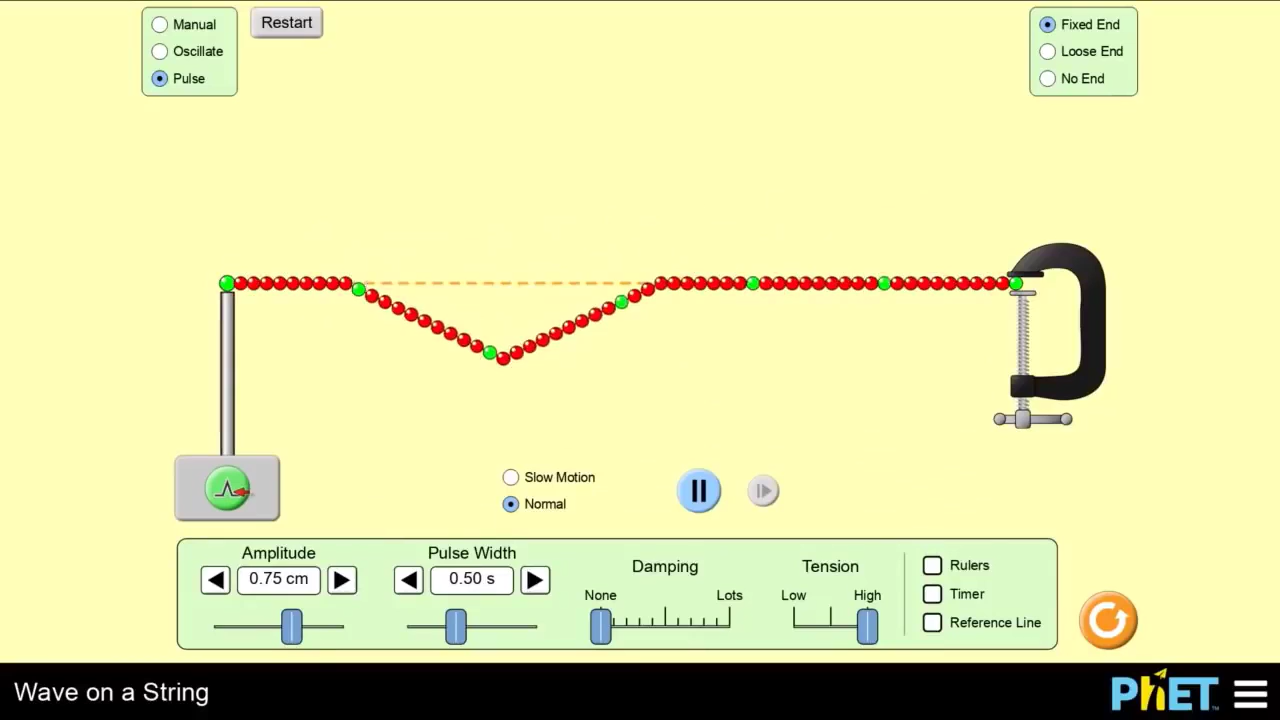 Manual
Oscillate
Pulse
Restart
Fixed End
Loose End
No End
Slow Motion
Normal
Amplitude
0.75 cm
Pulse Width
0.50 s
Damping
None Lots
Tension
Low High
Rulers
Timer
Reference Line
Wave on a String
PhET